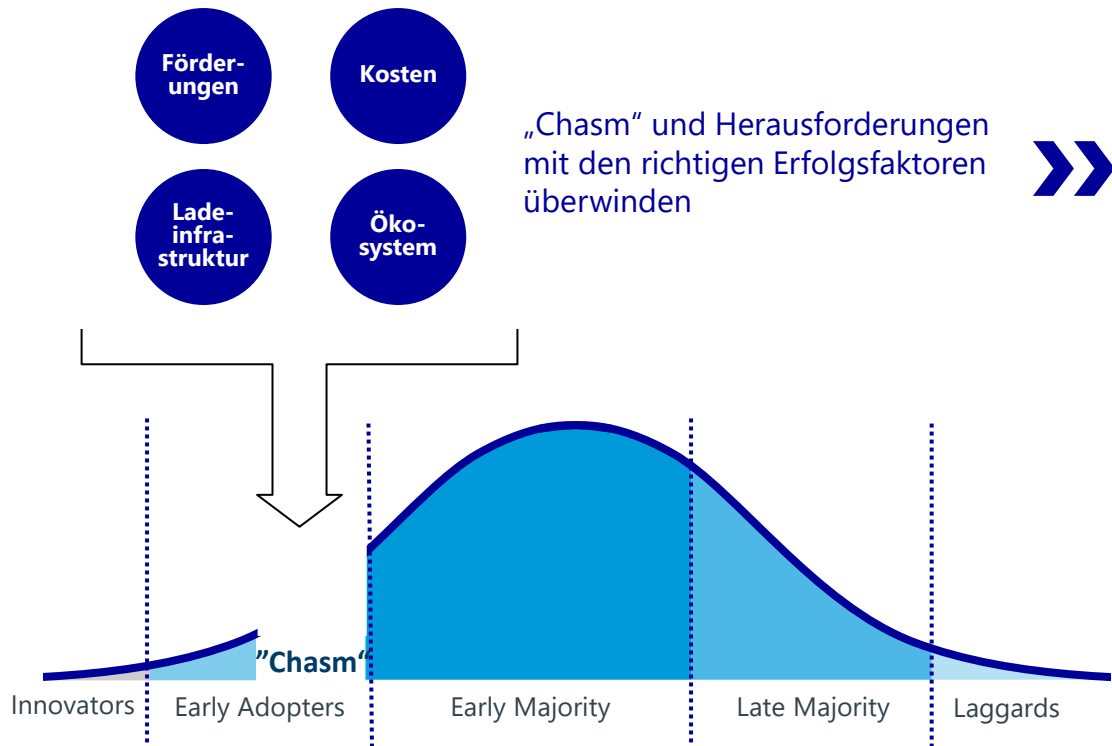 Förder-
ungen
Kosten
Lade-
infra-
struktur
Öko-
system
„Chasm“ und Herausforderungen
mit den richtigen Erfolgsfaktoren
überwinden
”Chasm“
Innovators
Early Adopters
Early Majority
Late Majority
Laggards